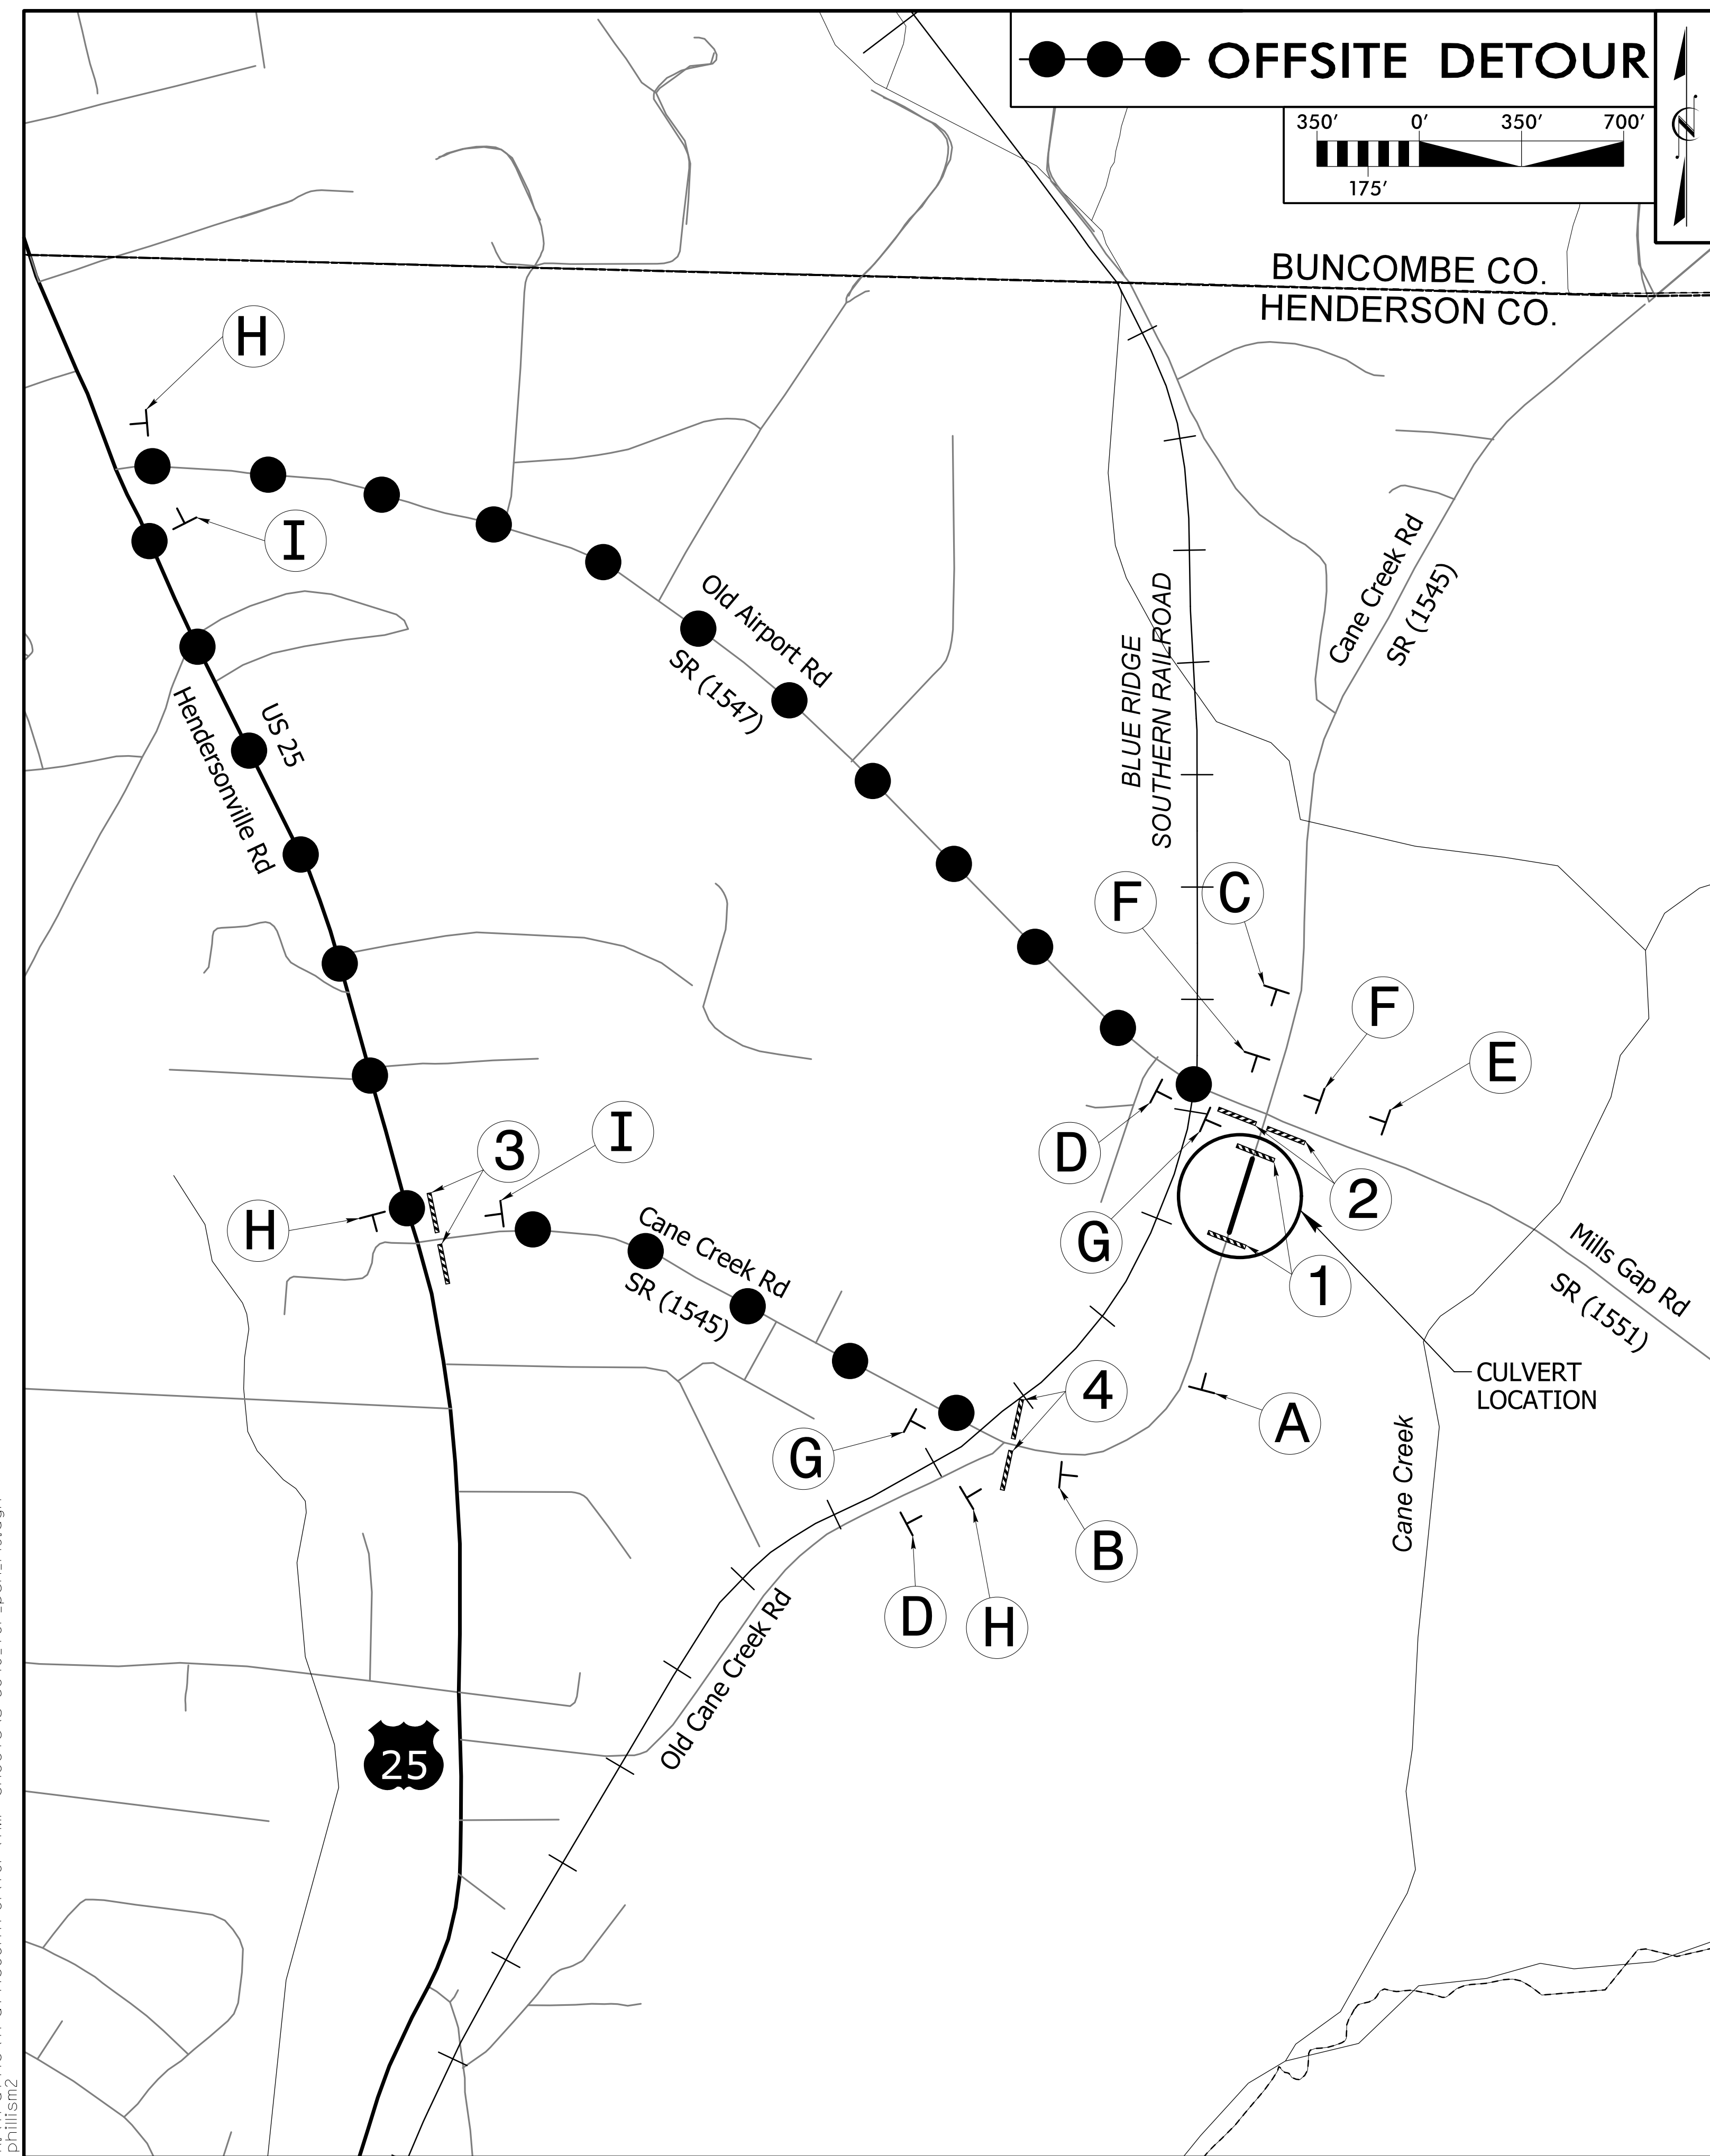 OFFSITE DETOUR
350' 0' 350' 700'
175'
N
BUNCOMBE CO.
HENDERSON CO.
H
I
Old Airport Rd
SR (1547)
US 25
Hendersonville Rd
BLUE RIDGE
SOUTHERN RAILROAD
Cane Creek Rd
SR (1545)
F
C
F
E
D
G
2
1
3
I
H
Cane Creek Rd
SR (1545)
Mills Gap Rd
SR (1551)
CULVERT
LOCATION
4
A
G
B
D
H
Cane Creek
Old Cane Creek Rd
25
phillism2